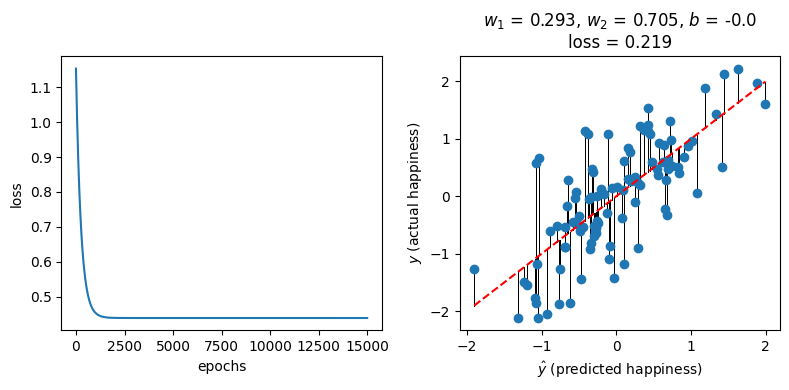 1.1
1.0
0.9
0.8
0.7
0.6
0.5
loss
0 2500 5000 7500 10000 12500 15000
epochs
w₁ = 0.293, w₂ = 0.705, b = -0.0
loss = 0.219
2
1
0
−1
−2
y (actual happiness)
−2 −1 0 1 2
ŷ (predicted happiness)